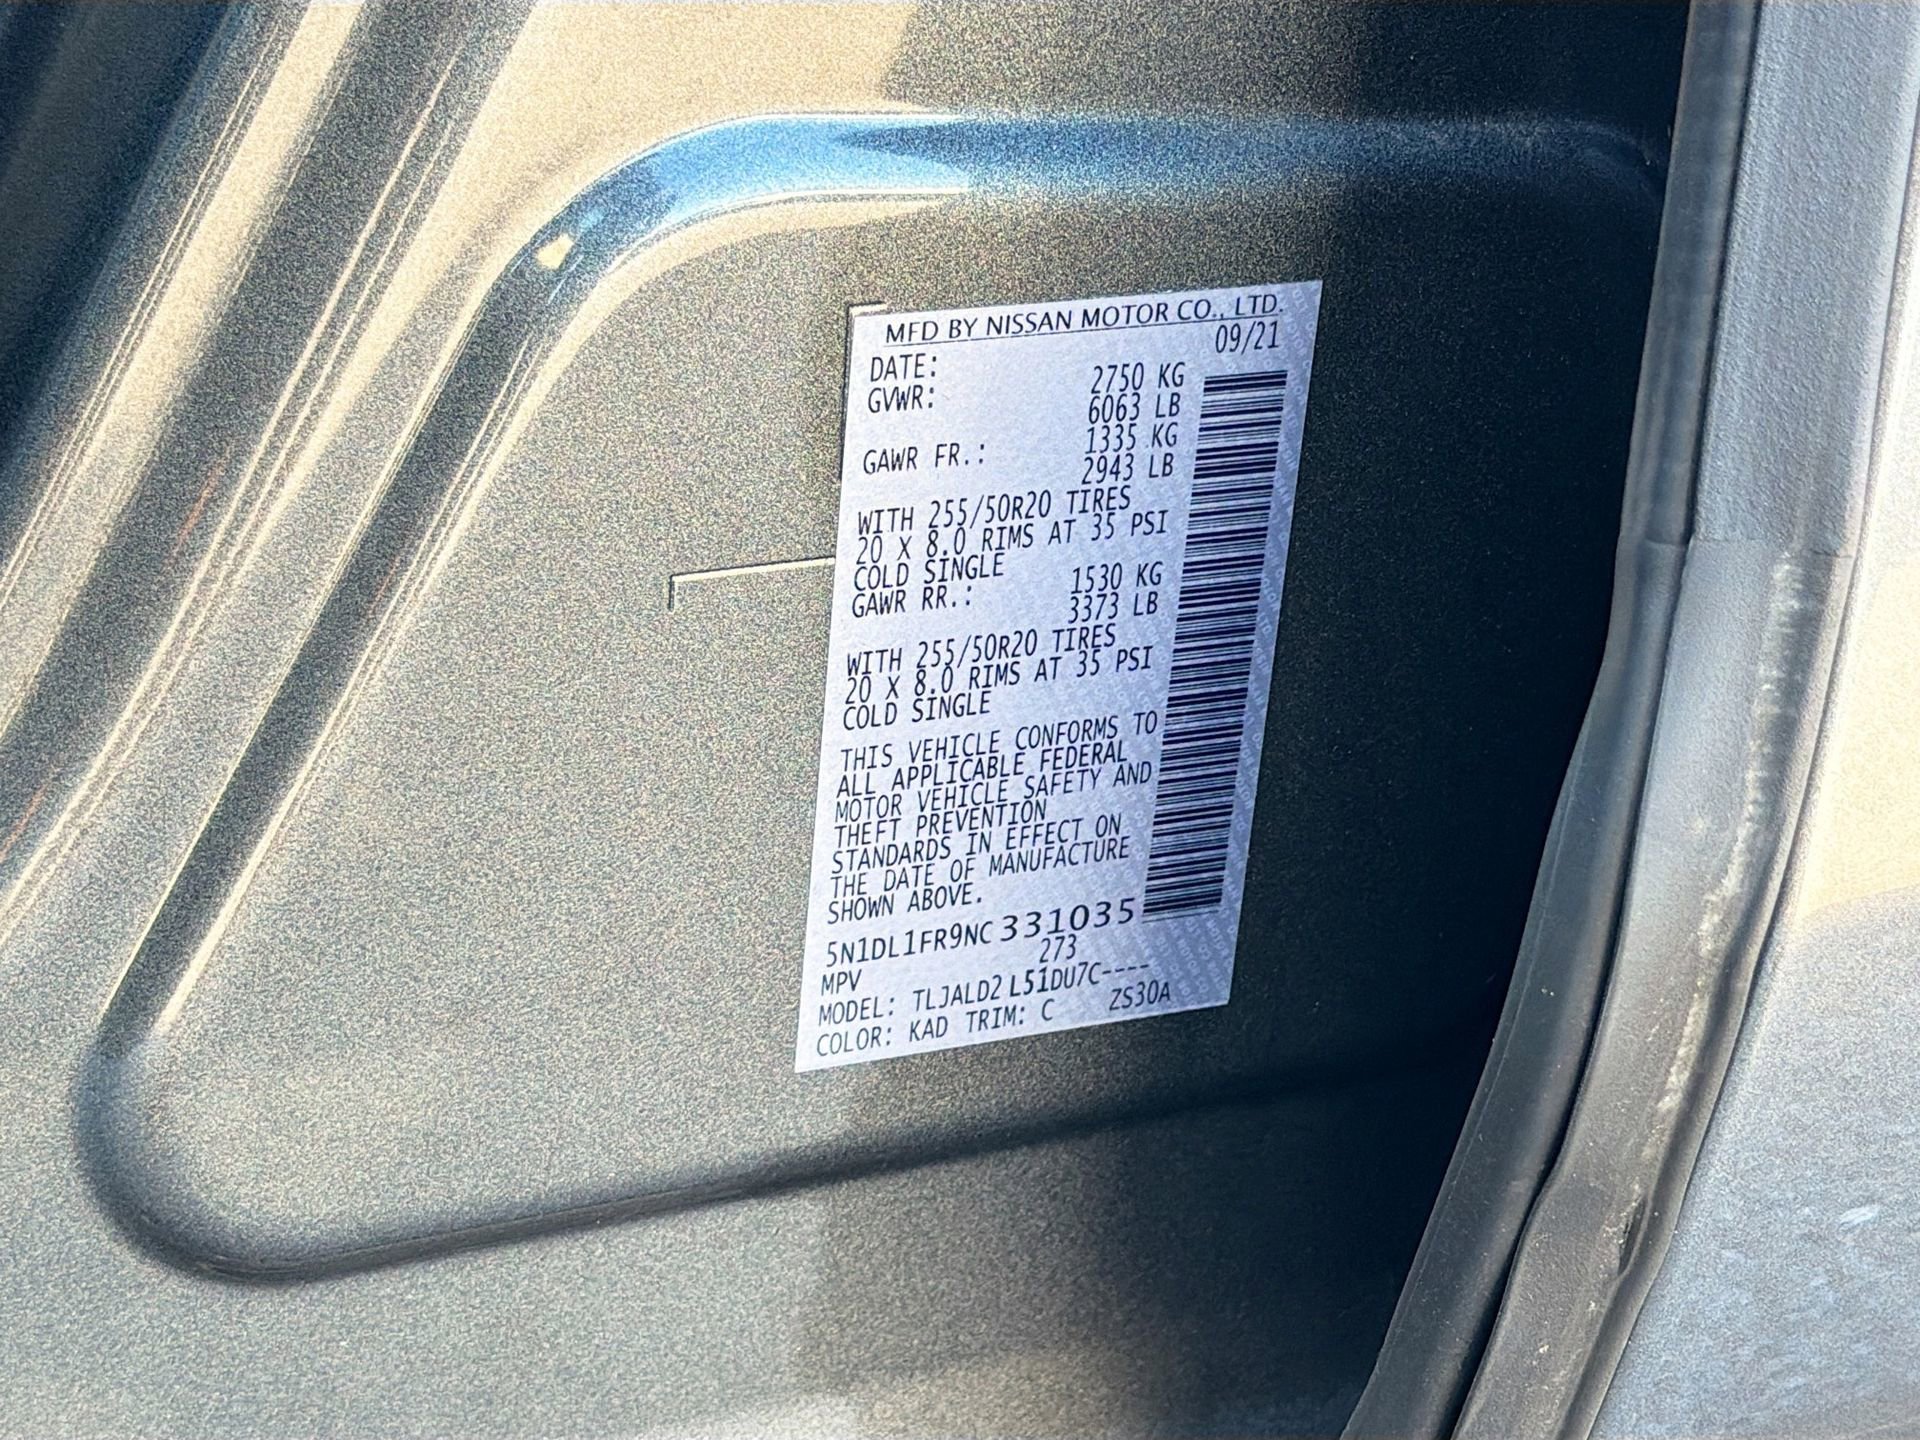 MFD BY NISSAN MOTOR CO., LTD.
DATE: 09/21
GVWR: 2750 KG
6063 LB
GAWR FR.: 1335 KG
2943 LB
WITH 255/50R20 TIRES
20 X 8.0 RIMS AT 35 PSI
COLD SINGLE
GAWR RR.: 1530 KG
3373 LB
WITH 255/50R20 TIRES
20 X 8.0 RIMS AT 35 PSI
COLD SINGLE
THIS VEHICLE CONFORMS TO
ALL APPLICABLE FEDERAL
MOTOR VEHICLE SAFETY AND
THEFT PREVENTION
STANDARDS IN EFFECT ON
THE DATE OF MANUFACTURE
SHOWN ABOVE.
5N1DL1FR9NC331035
MPV 273
MODEL: TLJALD2 L51DU7C----
COLOR: KAD TRIM: C ZS30A